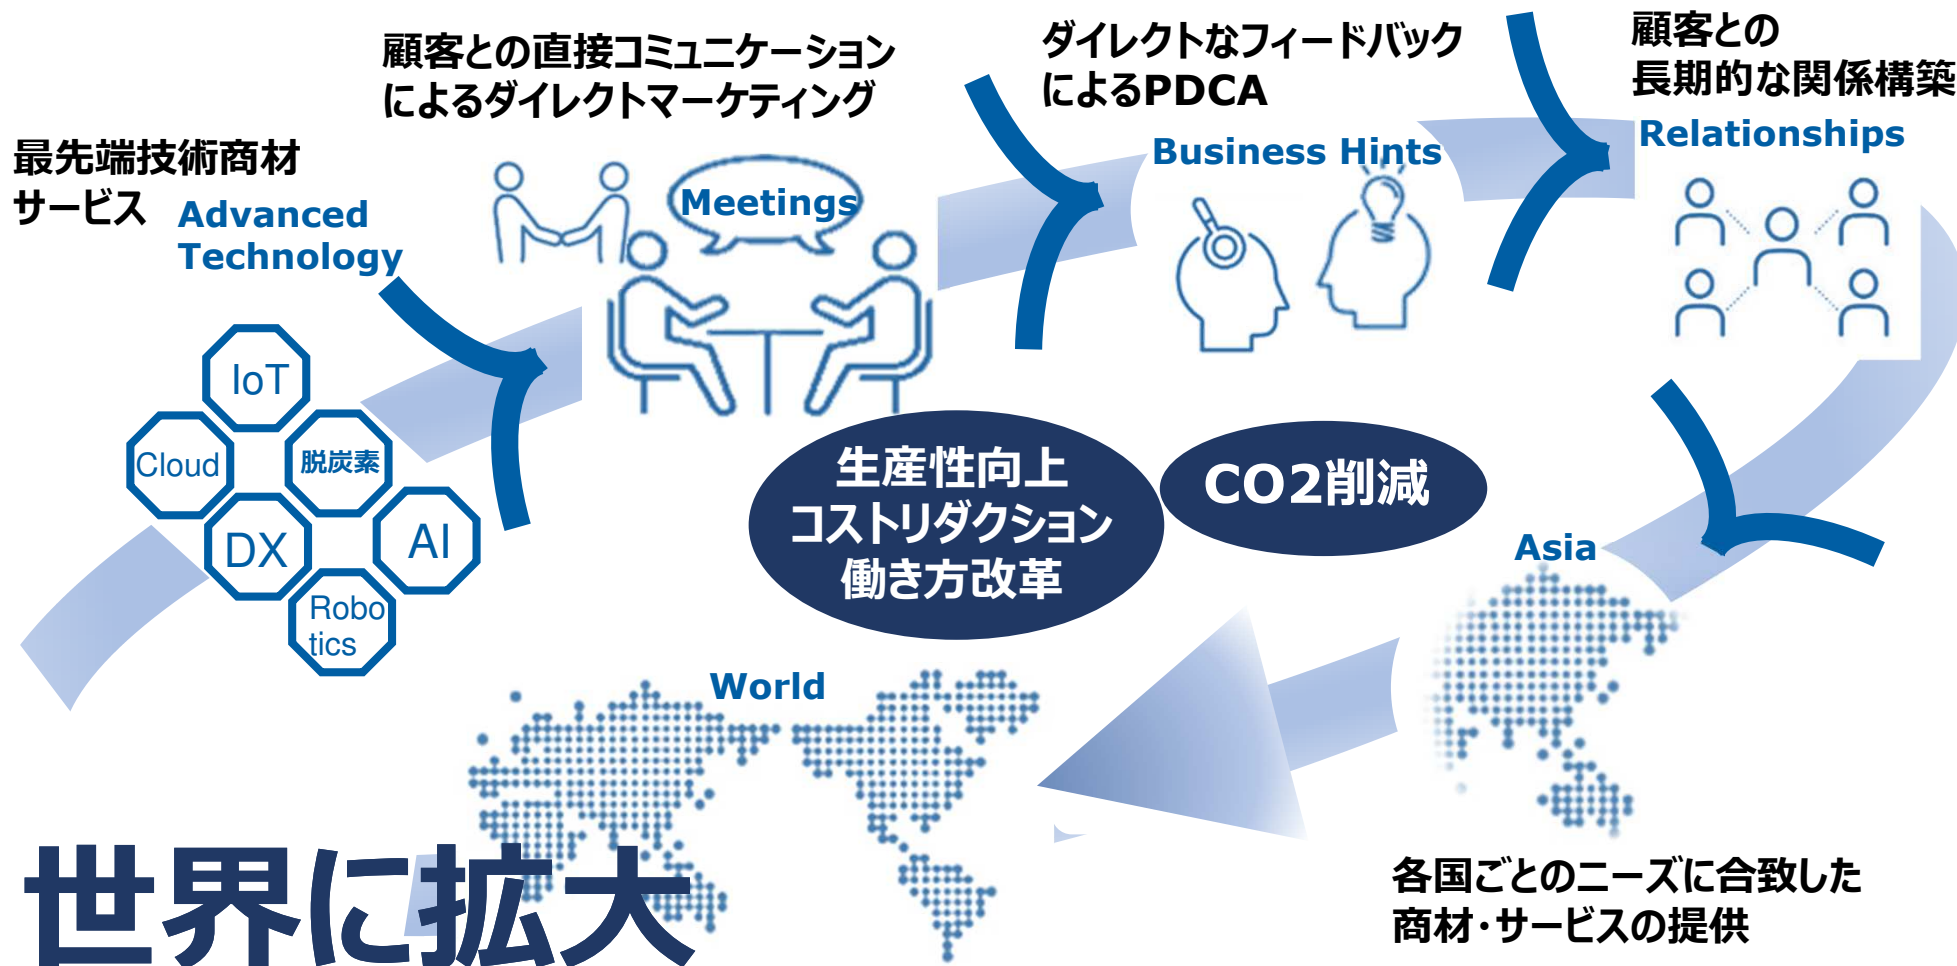 最先端技術商材
サービス
Advanced
Technology
IoT
Cloud
脱炭素
DX
AI
Robo
tics
顧客との直接コミュニケーション
によるダイレクトマーケティング
Meetings
ダイレクトなフィードバック
によるPDCA
Business Hints
顧客との
長期的な関係構築
Relationships
生産性向上
コストリダクション
働き方改革
CO2削減
Asia
各国ごとのニーズに合致した
商材・サービスの提供
World
世界に拡大